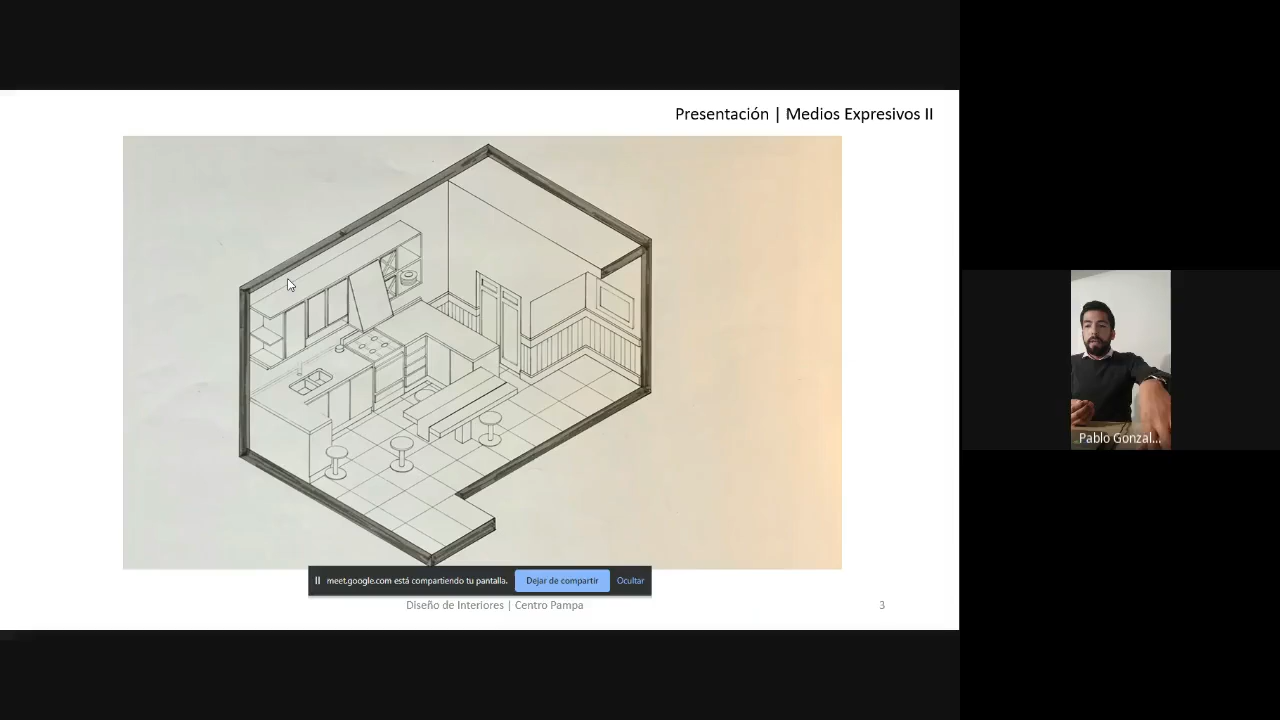 Presentación | Medios Expresivos II
meet.google.com está compartiendo tu pantalla.
Dejar de compartir
Ocultar
Diseño de Interiores | Centro Pampa
3
Pablo Gonzal...